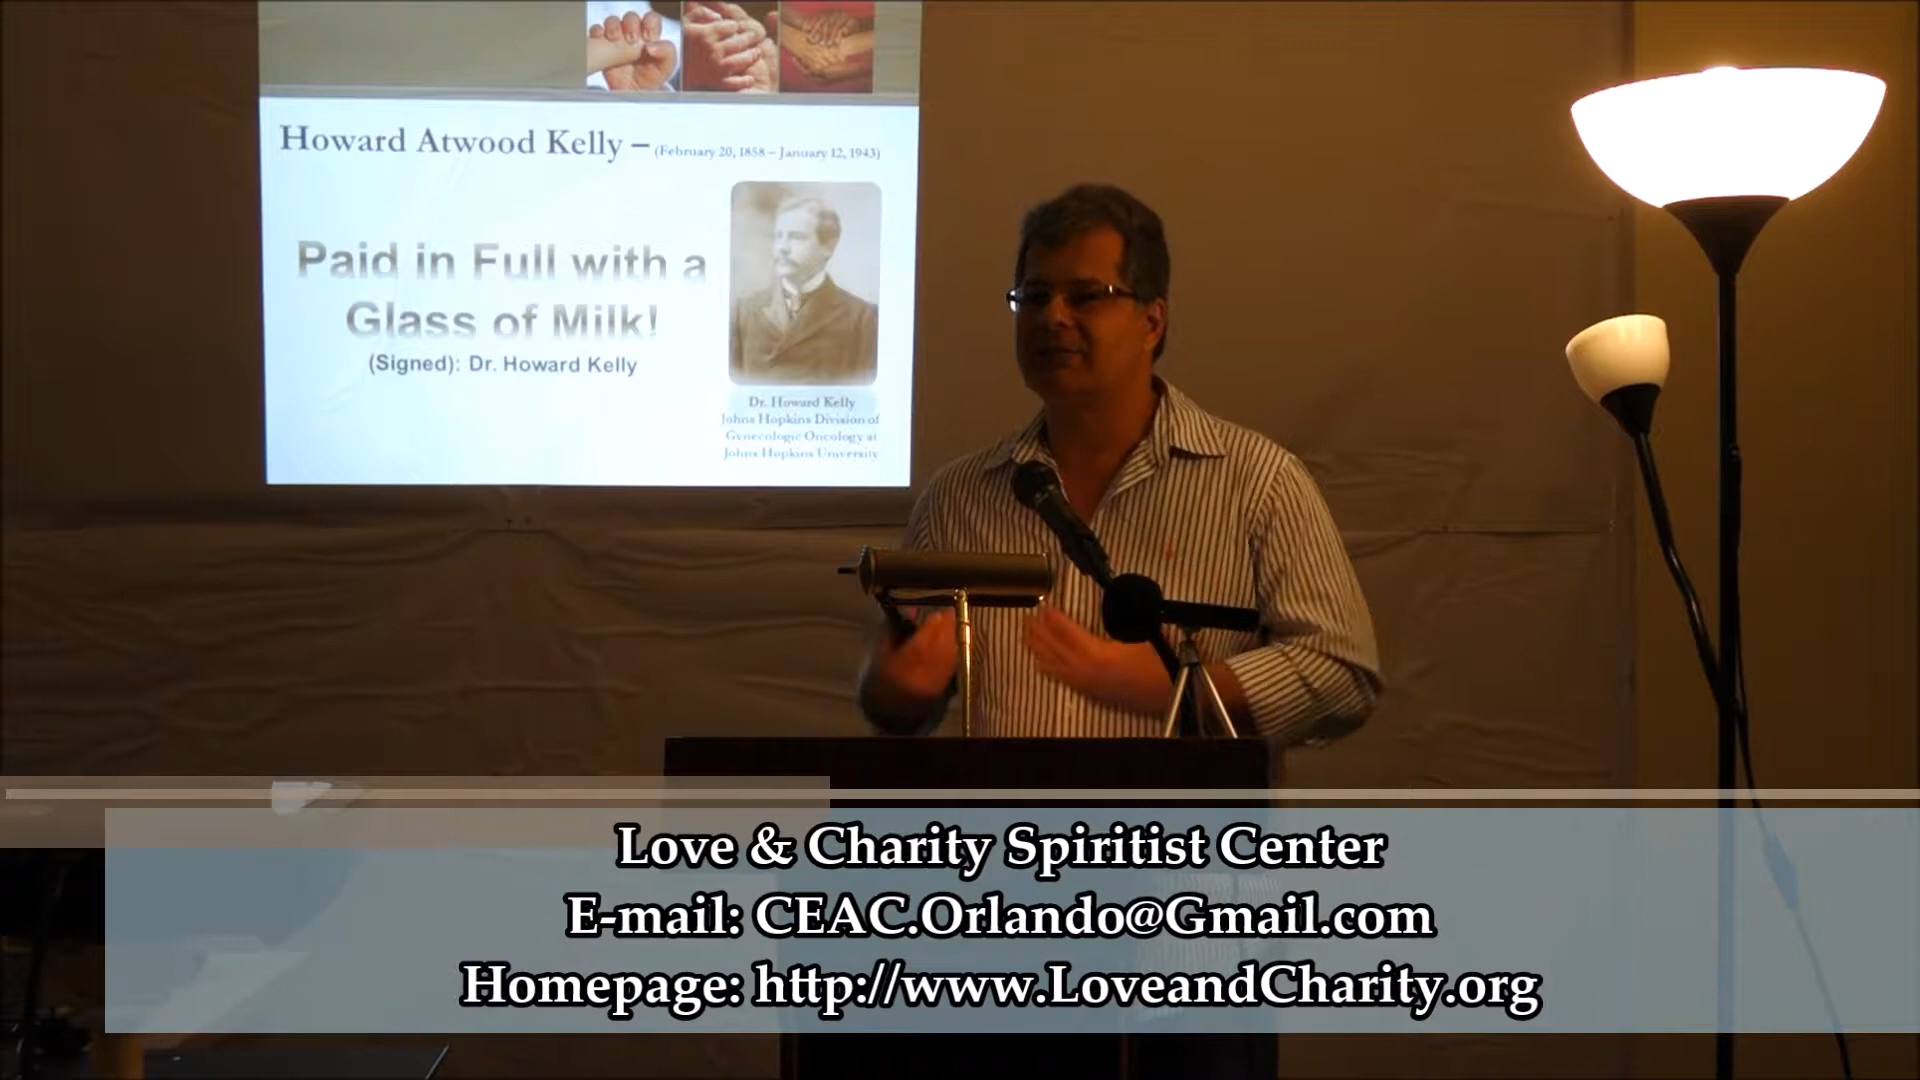 Howard Atwood Kelly – (February 20, 1858 – January 12, 1943)
Paid in Full with a
Glass of Milk!
(Signed): Dr. Howard Kelly
Dr. Howard Kelly
Johns Hopkins Division of
Gynecologic Oncology at
Johns Hopkins University
Love & Charity Spiritist Center
E-mail: CEAC.Orlando@Gmail.com
Homepage: http://www.LoveandCharity.org